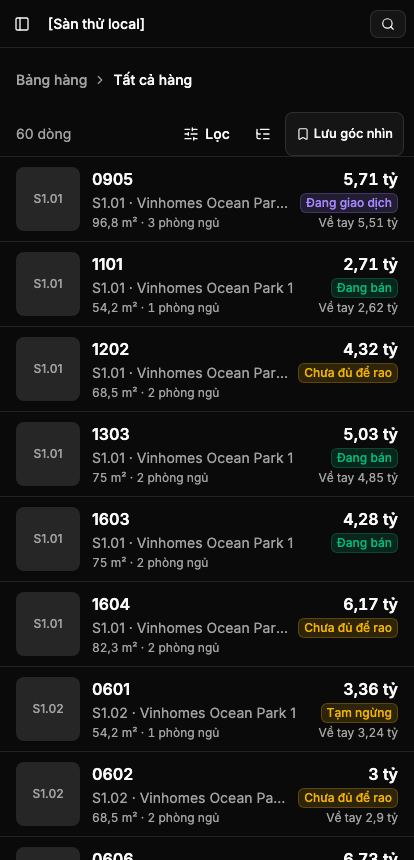 [Sàn thử local]
Bảng hàng > Tất cả hàng
60 dòng Lọc Lưu góc nhìn
S1.01 0905 5,71 tỷ
S1.01 · Vinhomes Ocean Par... Đang giao dịch
96,8 m² · 3 phòng ngủ Về tay 5,51 tỷ
S1.01 1101 2,71 tỷ
S1.01 · Vinhomes Ocean Park 1 Đang bán
54,2 m² · 1 phòng ngủ Về tay 2,62 tỷ
S1.01 1202 4,32 tỷ
S1.01 · Vinhomes Ocean Par... Chưa đủ để rao
68,5 m² · 2 phòng ngủ
S1.01 1303 5,03 tỷ
S1.01 · Vinhomes Ocean Park 1 Đang bán
75 m² · 2 phòng ngủ Về tay 4,85 tỷ
S1.01 1603 4,28 tỷ
S1.01 · Vinhomes Ocean Park 1 Đang bán
75 m² · 2 phòng ngủ
S1.01 1604 6,17 tỷ
S1.01 · Vinhomes Ocean Par... Chưa đủ để rao
82,3 m² · 2 phòng ngủ
S1.02 0601 3,36 tỷ
S1.02 · Vinhomes Ocean Park 1 Tạm ngừng
54,2 m² · 1 phòng ngủ Về tay 3,24 tỷ
S1.02 0602 3 tỷ
S1.02 · Vinhomes Ocean Pa... Chưa đủ để rao
68,5 m² · 2 phòng ngủ Về tay 2,9 tỷ
0606 6,73 tỷ